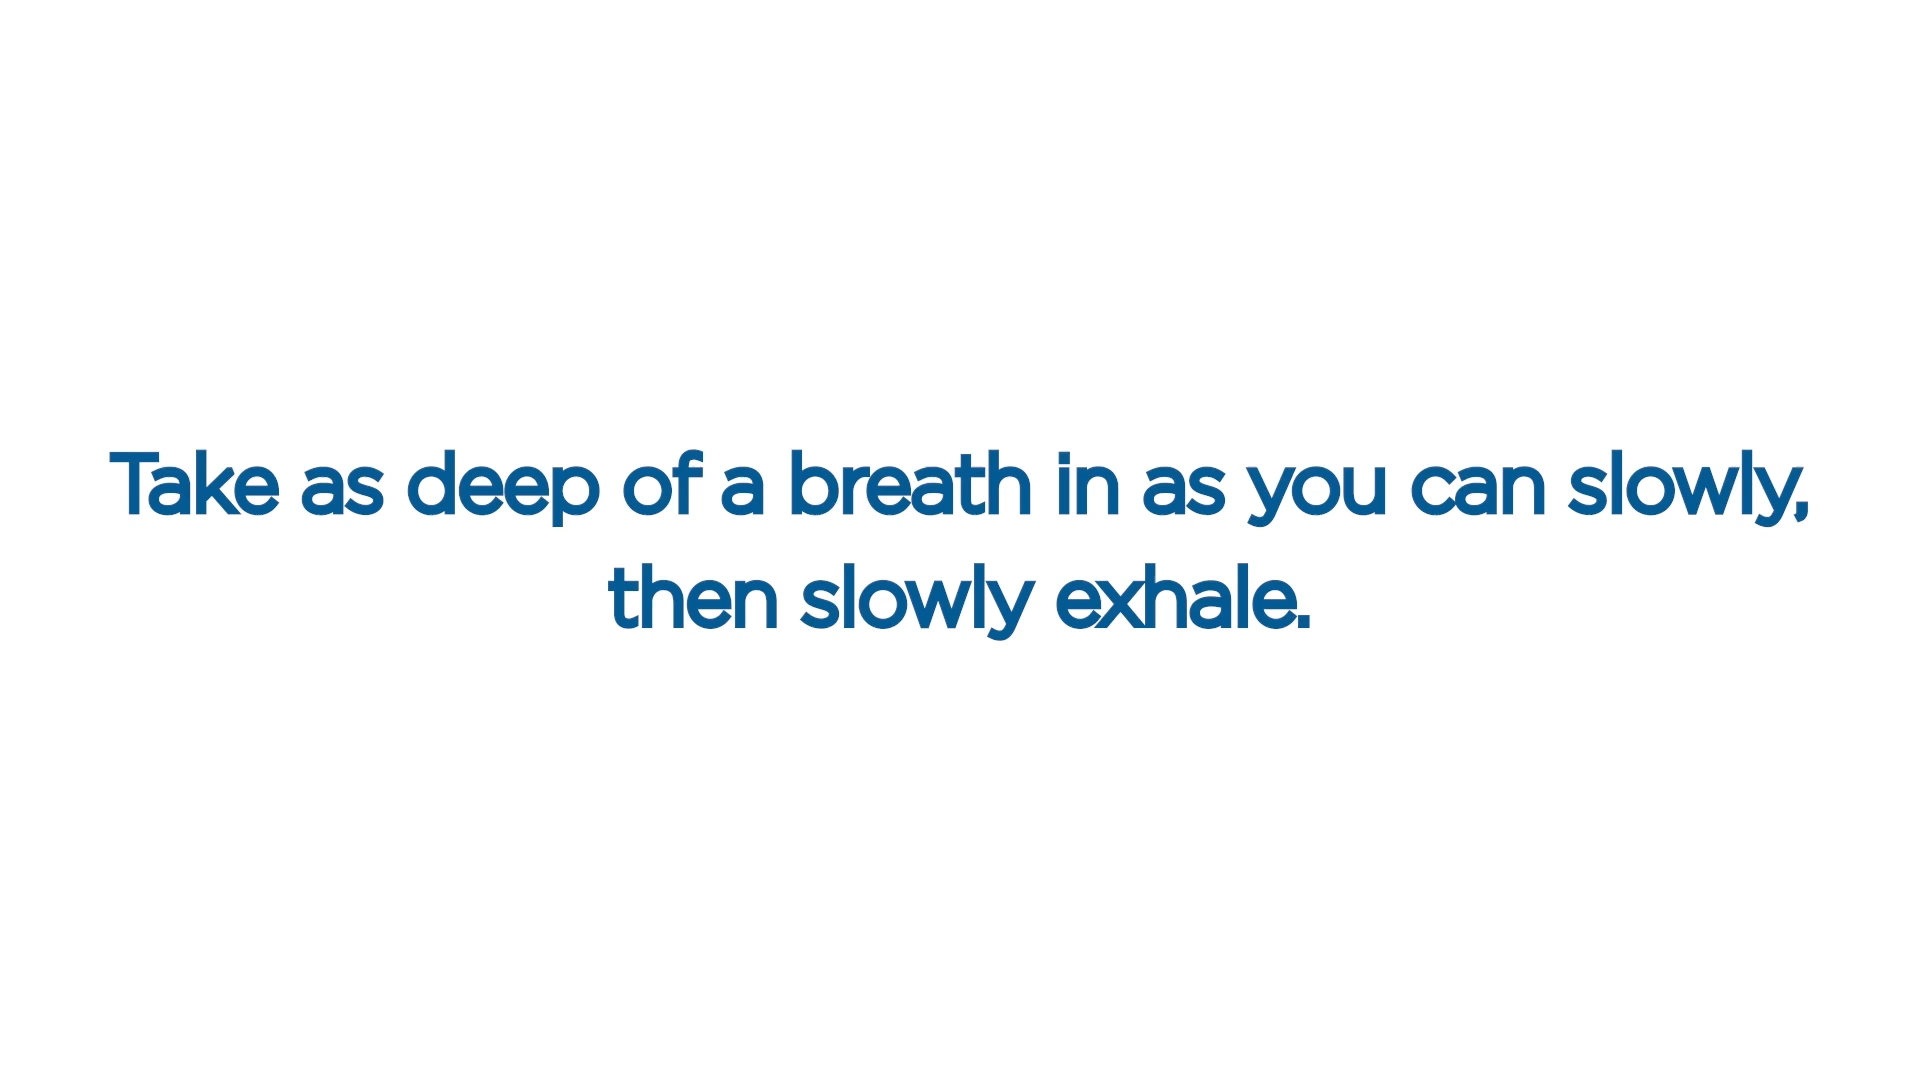 Take as deep of a breath in as you can slowly,
then slowly exhale.